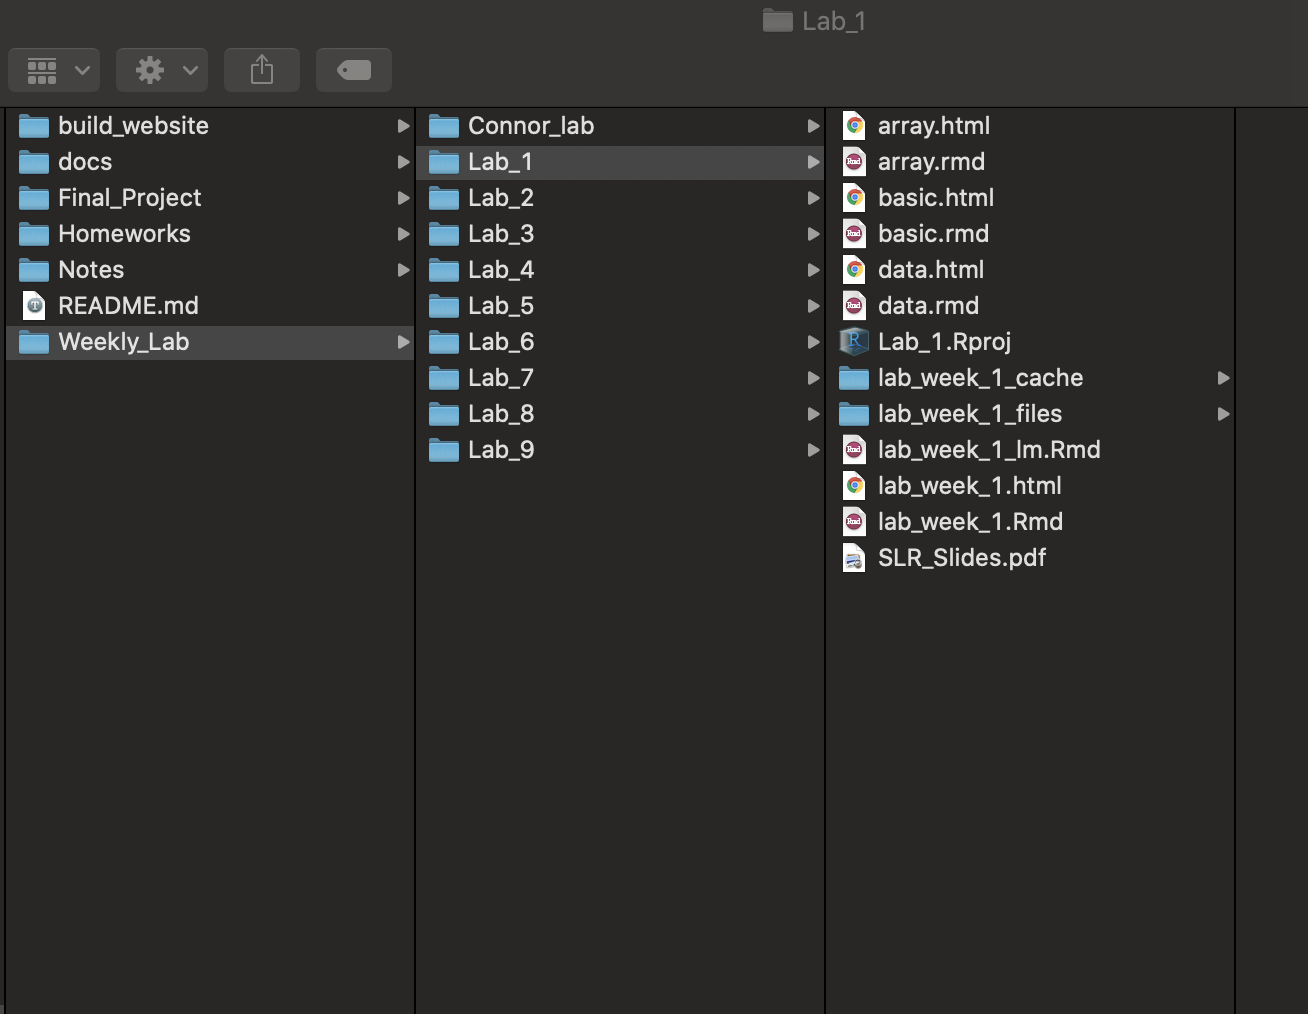 Lab_1
build_website
docs
Final_Project
Homeworks
Notes
README.md
Weekly_Lab
Connor_lab
Lab_1
Lab_2
Lab_3
Lab_4
Lab_5
Lab_6
Lab_7
Lab_8
Lab_9
array.html
array.rmd
basic.html
basic.rmd
data.html
data.rmd
Lab_1.Rproj
lab_week_1_cache
lab_week_1_files
lab_week_1_lm.Rmd
lab_week_1.html
lab_week_1.Rmd
SLR_Slides.pdf